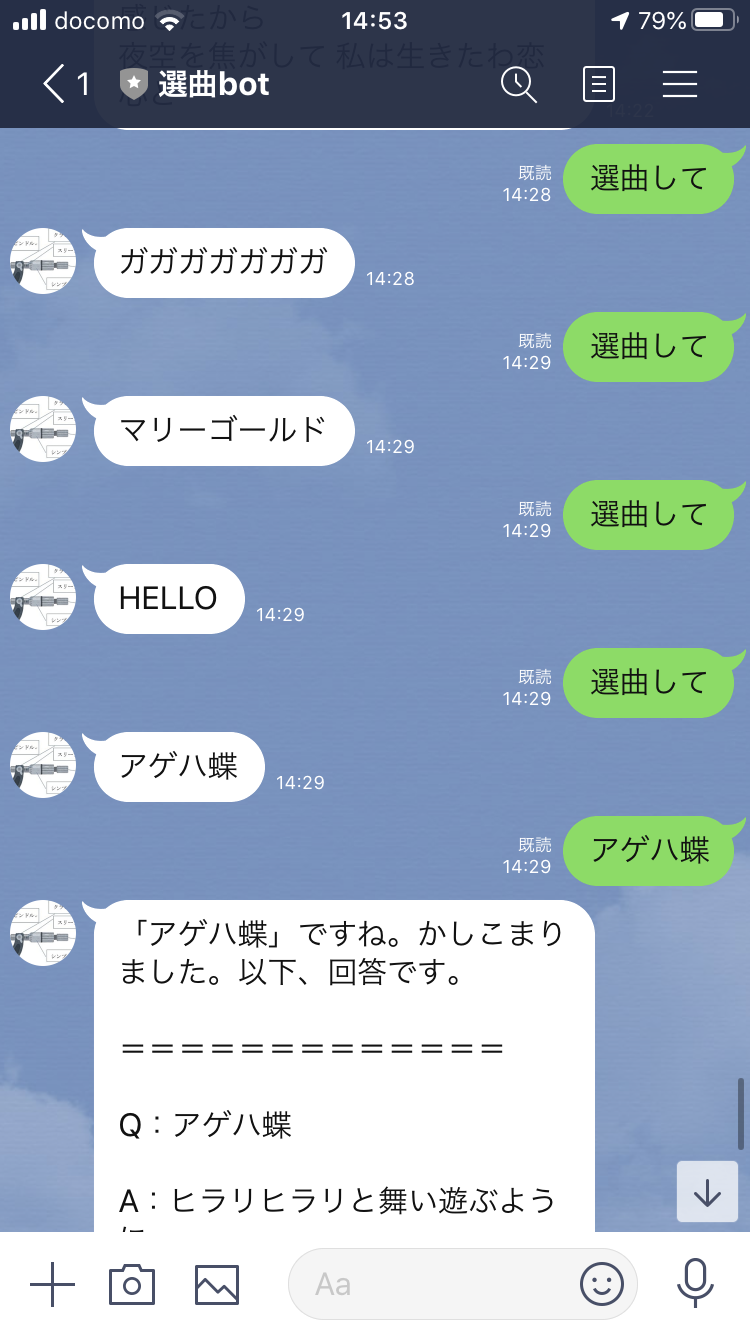 docomo 14:53 79%
感じたから
夜空を焦がして 私は生きたわ恋
心と
14:22
1 選曲bot
既読
14:28
選曲して
ガガガガガガガ
14:28
既読
14:29
選曲して
マリーゴールド
14:29
既読
14:29
選曲して
HELLO
14:29
既読
14:29
選曲して
アゲハ蝶
14:29
既読
14:29
アゲハ蝶
「アゲハ蝶」ですね。かしこまり
ました。以下、回答です。
＝＝＝＝＝＝＝＝＝＝＝＝＝
Q：アゲハ蝶
A：ヒラリヒラリと舞い遊ぶよう
に
Aa